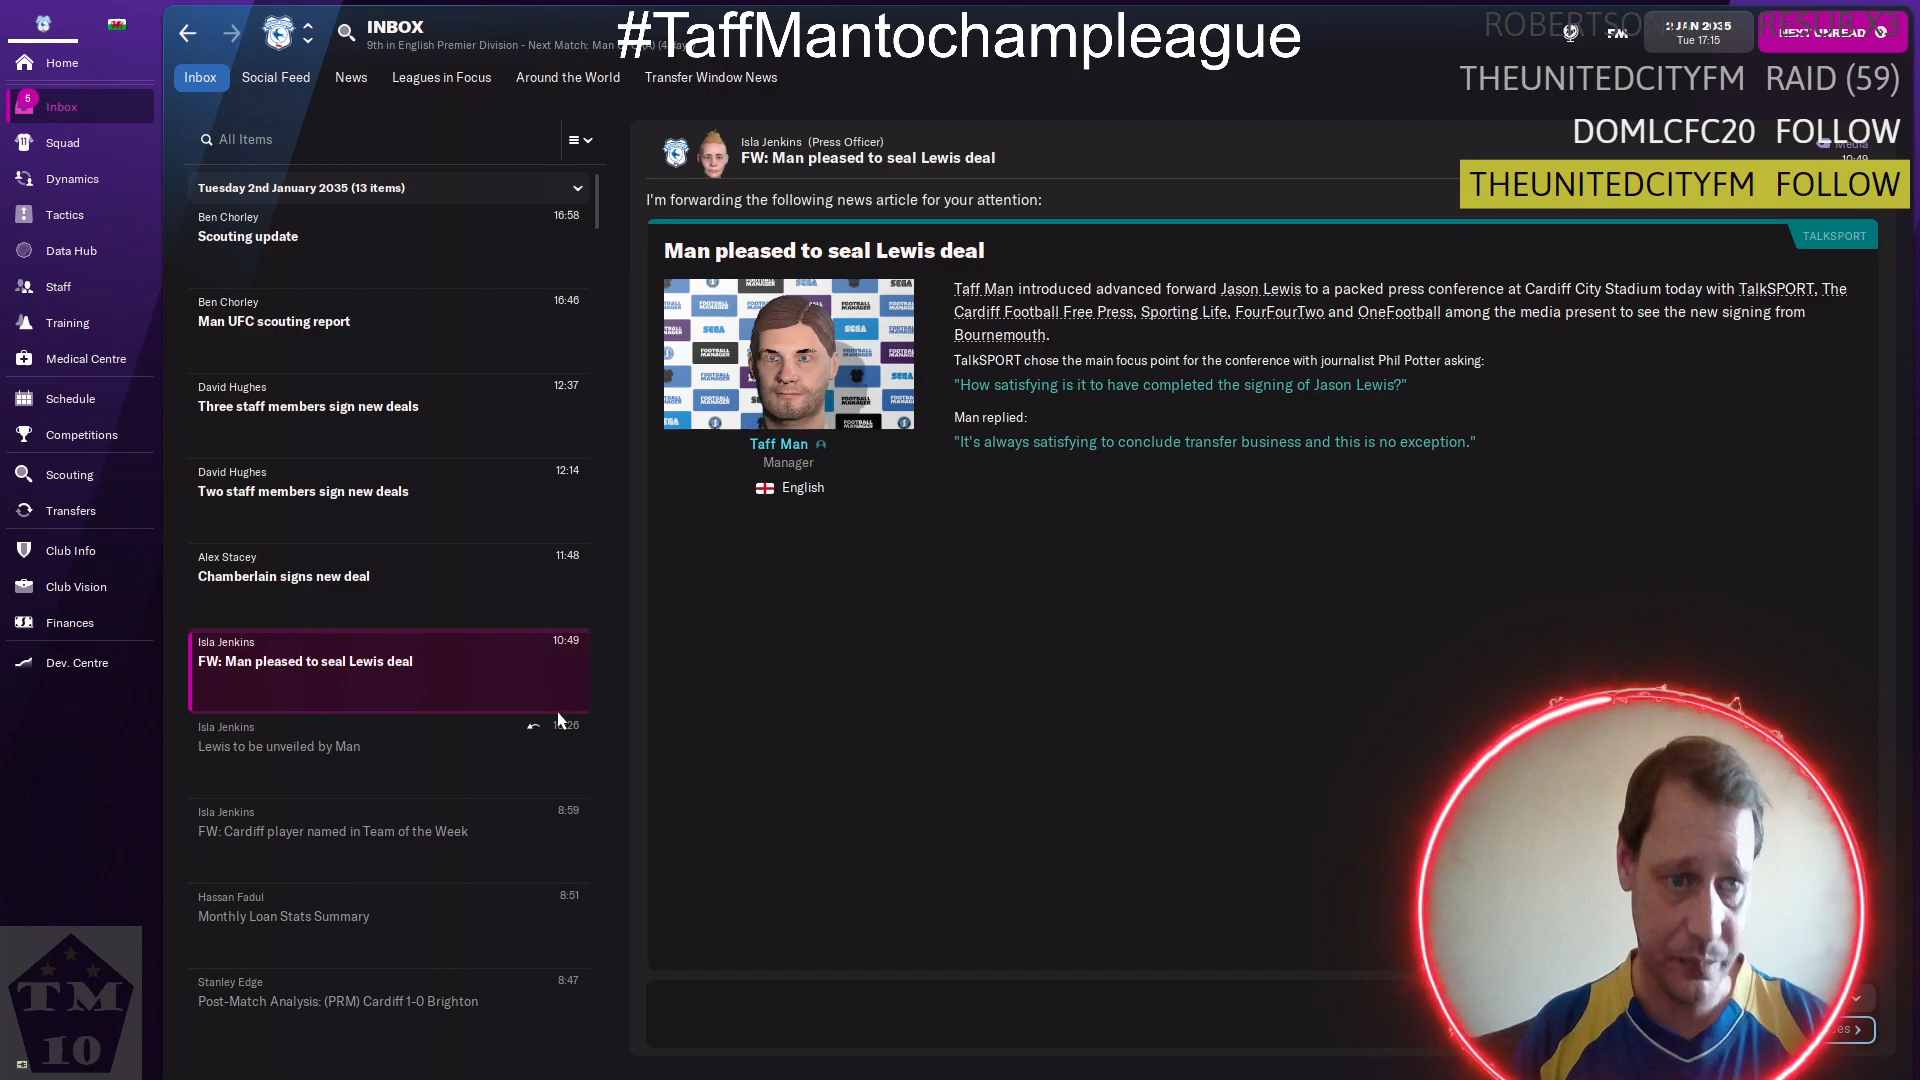 INBOX
9th in English Premier Division - Next Match: Man
#TaffMantochampleague
ROBERTSON
RESUB X3
2 JAN 2035
Tue 17:15
NEXT UNREAD
THEUNITEDCITYFM RAID (59)
DOMLCFC20 FOLLOW
THEUNITEDCITYFM FOLLOW
Home
5
Inbox
Squad
Dynamics
Tactics
Data Hub
Staff
Training
Medical Centre
Schedule
Competitions
Scouting
Transfers
Club Info
Club Vision
Finances
Dev. Centre
TM
10
Inbox
Social Feed
News
Leagues in Focus
Around the World
Transfer Window News
All Items
Tuesday 2nd January 2035 (13 items)
Ben Chorley 16:58
Scouting update
Ben Chorley 16:46
Man UFC scouting report
David Hughes 12:37
Three staff members sign new deals
David Hughes 12:14
Two staff members sign new deals
Alex Stacey 11:48
Chamberlain signs new deal
Isla Jenkins 10:49
FW: Man pleased to seal Lewis deal
Isla Jenkins
Lewis to be unveiled by Man
Isla Jenkins 8:59
FW: Cardiff player named in Team of the Week
Hassan Fadul 8:51
Monthly Loan Stats Summary
Stanley Edge 8:47
Post-Match Analysis: (PRM) Cardiff 1-0 Brighton
Isla Jenkins (Press Officer)
FW: Man pleased to seal Lewis deal
Media
10:49
I'm forwarding the following news article for your attention:
TALKSPORT
Man pleased to seal Lewis deal
Taff Man
Manager
English
Taff Man introduced advanced forward Jason Lewis to a packed press conference at Cardiff City Stadium today with TalkSPORT, The
Cardiff Football Free Press, Sporting Life, FourFourTwo and OneFootball among the media present to see the new signing from
Bournemouth.
TalkSPORT chose the main focus point for the conference with journalist Phil Potter asking:
"How satisfying is it to have completed the signing of Jason Lewis?"
Man replied:
"It's always satisfying to conclude transfer business and this is no exception."